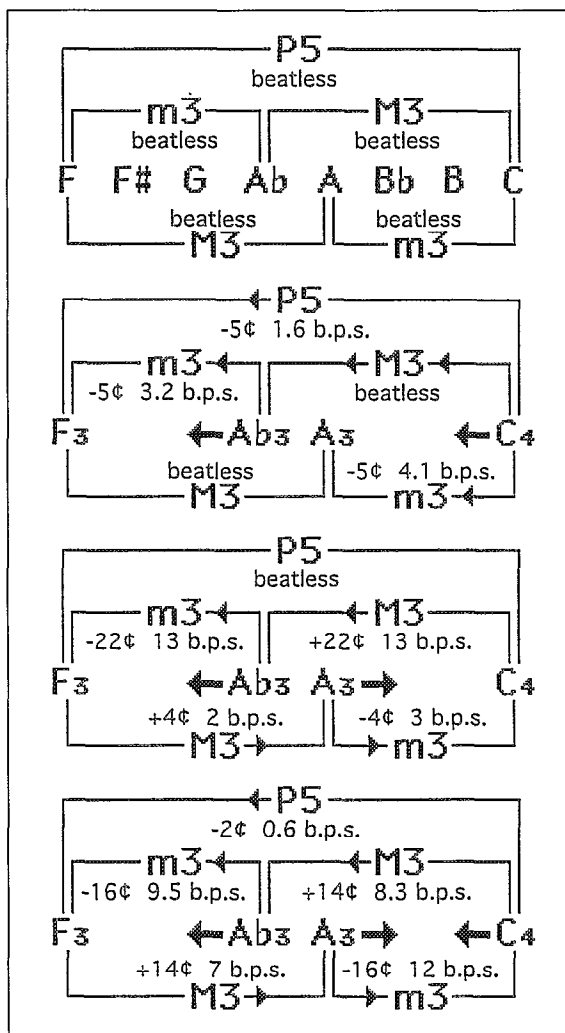 P5
beatless
m3 M3
beatless beatless
F F# G Ab A Bb B C
beatless beatless
M3 m3
P5
-5¢ 1.6 b.p.s.
m3 M3
-5¢ 3.2 b.p.s. beatless
F3 Ab3 A3 C4
beatless -5¢ 4.1 b.p.s.
M3 m3
P5
beatless
m3 M3
-22¢ 13 b.p.s. +22¢ 13 b.p.s.
F3 Ab3 A3 C4
+4¢ 2 b.p.s. -4¢ 3 b.p.s.
M3 m3
P5
-2¢ 0.6 b.p.s.
m3 M3
-16¢ 9.5 b.p.s. +14¢ 8.3 b.p.s.
F3 Ab3 A3 C4
+14¢ 7 b.p.s. -16¢ 12 b.p.s.
M3 m3